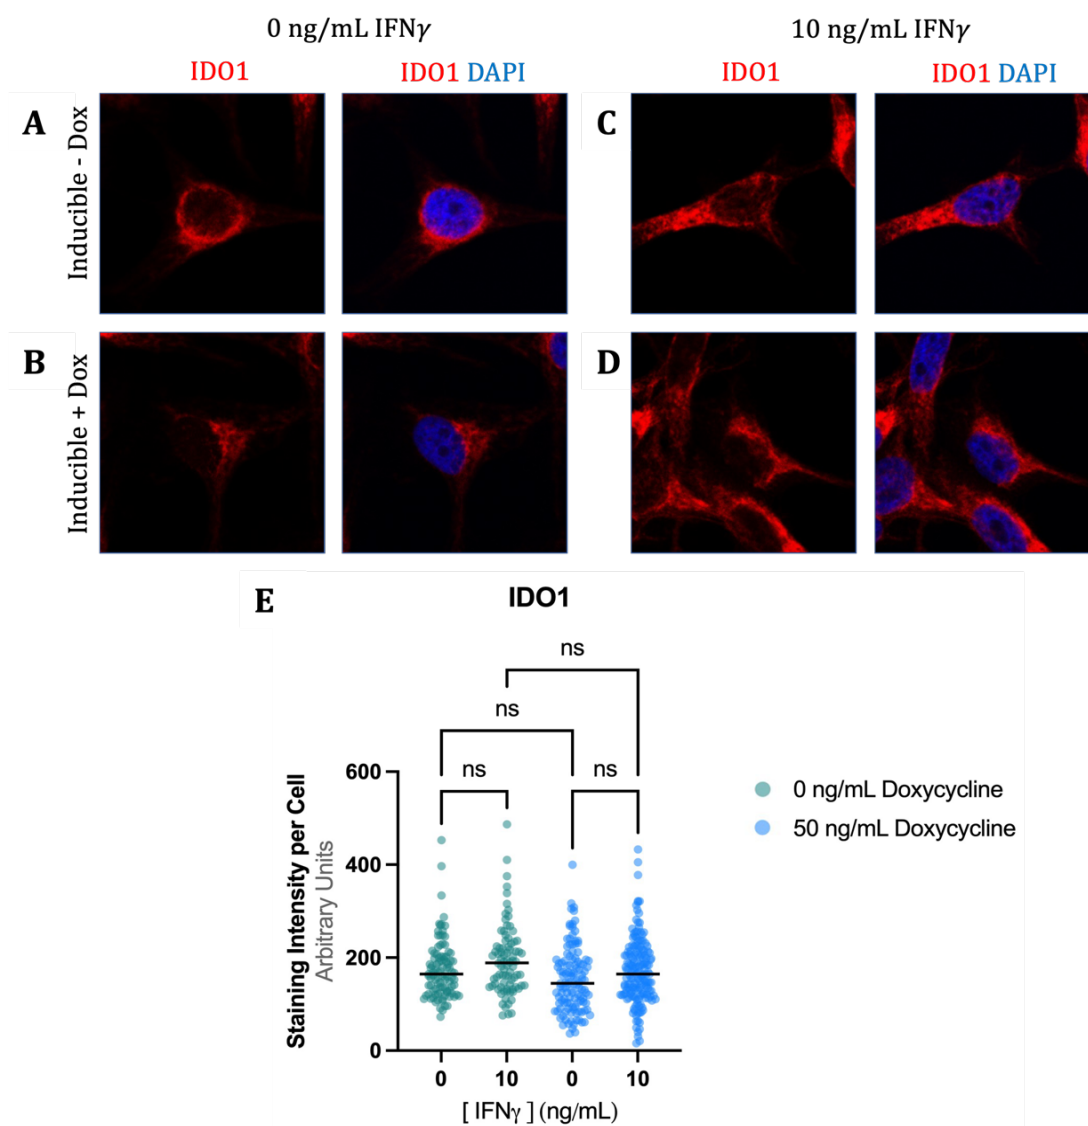 0 ng/mL IFNγ
10 ng/mL IFNγ
IDO1
IDO1 DAPI
IDO1
IDO1 DAPI
A
C
Inducible - Dox
B
D
Inducible + Dox
E
IDO1
ns
ns
ns
ns
Staining Intensity per Cell
Arbitrary Units
600
400
200
0
0
10
0
10
[ IFNγ ] (ng/mL)
0 ng/mL Doxycycline
50 ng/mL Doxycycline